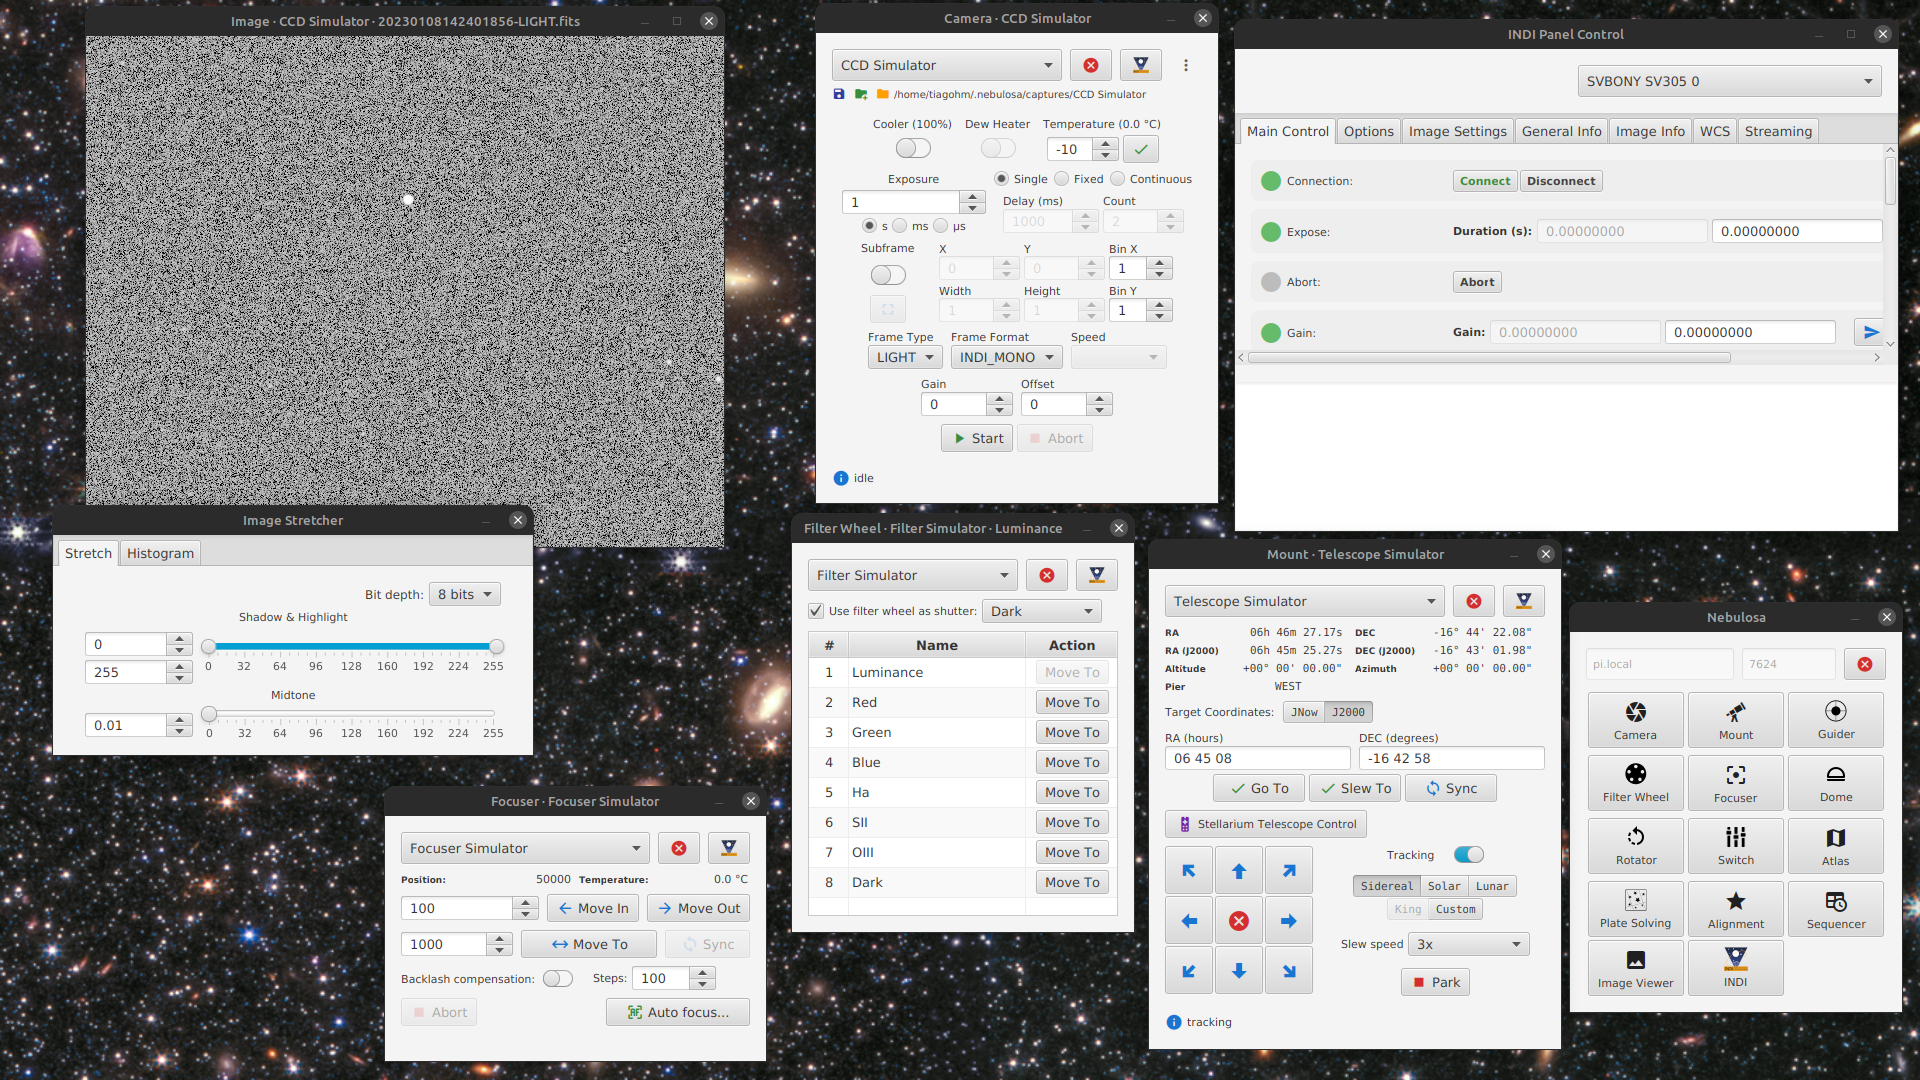 Image · CCD Simulator · 20230108142401856-LIGHT.fits
Camera · CCD Simulator
CCD Simulator
/home/tiagohm/.nebulosa/captures/CCD Simulator
Cooler (100%) Dew Heater Temperature (0.0 °C)
-10
Exposure Single Fixed Continuous
1
Delay (ms) Count
1000 2
s ms µs
Subframe X Y Bin X
0 0 1
Width Height Bin Y
1 1 1
Frame Type Frame Format Speed
LIGHT INDI_MONO
Gain Offset
0 0
Start Abort
idle
INDI Panel Control
SVBONY SV305 0
Main Control Options Image Settings General Info Image Info WCS Streaming
Connection: Connect Disconnect
Expose: Duration (s): 0.00000000 0.00000000
Abort: Abort
Gain: Gain: 0.00000000 0.00000000
Image Stretcher
Stretch Histogram
Bit depth: 8 bits
Shadow & Highlight
0
255
0 32 64 96 128 160 192 224 255
Midtone
0.01
0 32 64 96 128 160 192 224 255
Focuser · Focuser Simulator
Focuser Simulator
Position: 50000 Temperature: 0.0 °C
100 Move In Move Out
1000 Move To Sync
Backlash compensation: Steps: 100
Abort AF Auto focus...
Filter Wheel · Filter Simulator · Luminance
Filter Simulator
Use filter wheel as shutter: Dark
# Name Action
1 Luminance Move To
2 Red Move To
3 Green Move To
4 Blue Move To
5 Ha Move To
6 SII Move To
7 OIII Move To
8 Dark Move To
Mount · Telescope Simulator
Telescope Simulator
RA 06h 46m 27.17s DEC -16° 44' 22.08"
RA (J2000) 06h 45m 25.27s DEC (J2000) -16° 43' 01.98"
Altitude +00° 00' 00.00" Azimuth +00° 00' 00.00"
Pier WEST
Target Coordinates: JNow J2000
RA (hours) DEC (degrees)
06 45 08 -16 42 58
Go To Slew To Sync
Stellarium Telescope Control
Tracking
Sidereal Solar Lunar
King Custom
Slew speed 3x
Park
tracking
Nebulosa
pi.local 7624
Camera Mount Guider
Filter Wheel Focuser Dome
Rotator Switch Atlas
Plate Solving Alignment Sequencer
Image Viewer INDI